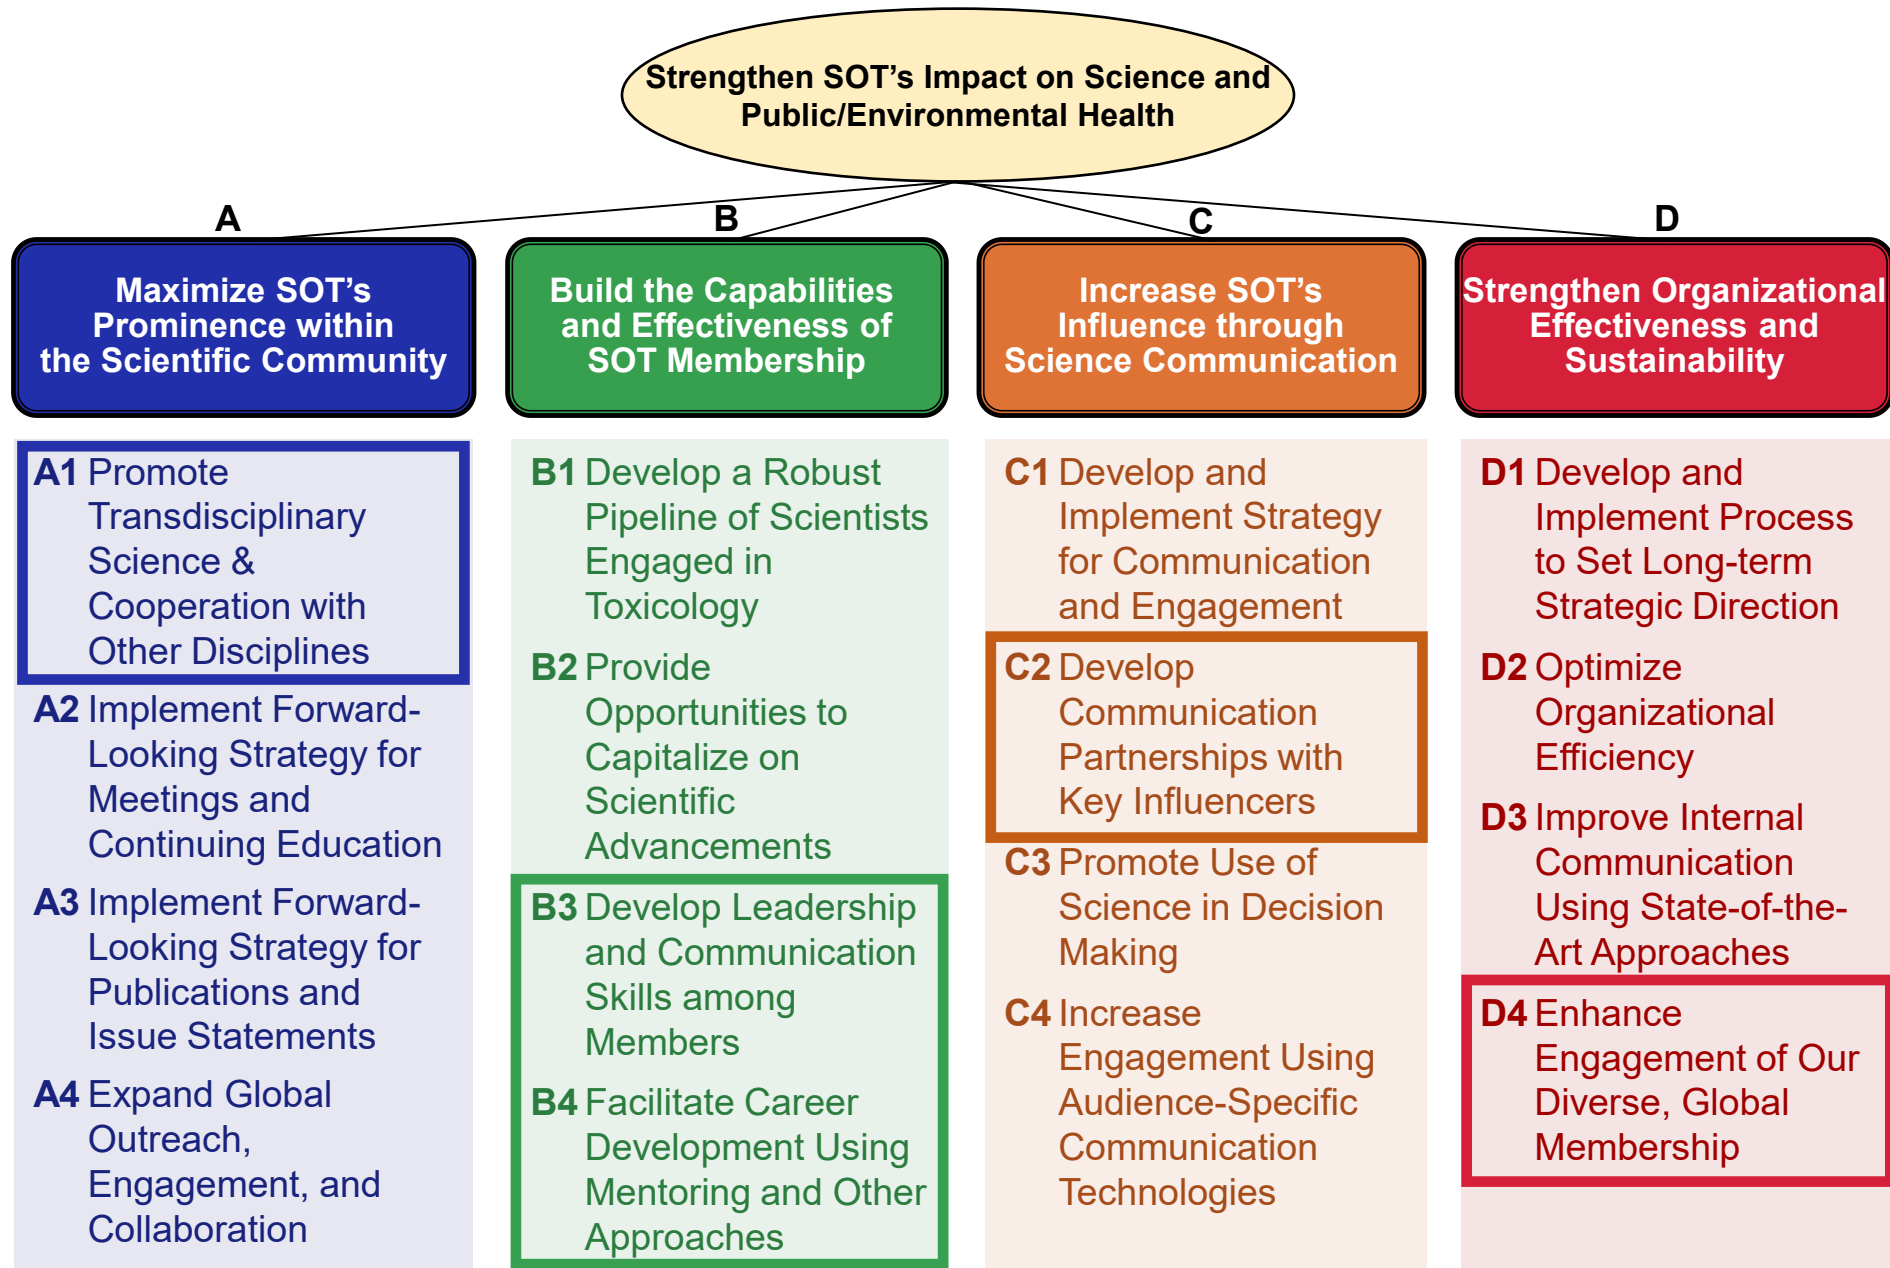 Strengthen SOT's Impact on Science and
Public/Environmental Health
A
B
C
D
Maximize SOT's
Prominence within
the Scientific Community
Build the Capabilities
and Effectiveness of
SOT Membership
Increase SOT's
Influence through
Science Communication
Strengthen Organizational
Effectiveness and
Sustainability
A1 Promote
Transdisciplinary
Science &
Cooperation with
Other Disciplines
A2 Implement Forward-
Looking Strategy for
Meetings and
Continuing Education
A3 Implement Forward-
Looking Strategy for
Publications and
Issue Statements
A4 Expand Global
Outreach,
Engagement, and
Collaboration
B1 Develop a Robust
Pipeline of Scientists
Engaged in
Toxicology
B2 Provide
Opportunities to
Capitalize on
Scientific
Advancements
B3 Develop Leadership
and Communication
Skills among
Members
B4 Facilitate Career
Development Using
Mentoring and Other
Approaches
C1 Develop and
Implement Strategy
for Communication
and Engagement
C2 Develop
Communication
Partnerships with
Key Influencers
C3 Promote Use of
Science in Decision
Making
C4 Increase
Engagement Using
Audience-Specific
Communication
Technologies
D1 Develop and
Implement Process
to Set Long-term
Strategic Direction
D2 Optimize
Organizational
Efficiency
D3 Improve Internal
Communication
Using State-of-the-
Art Approaches
D4 Enhance
Engagement of Our
Diverse, Global
Membership